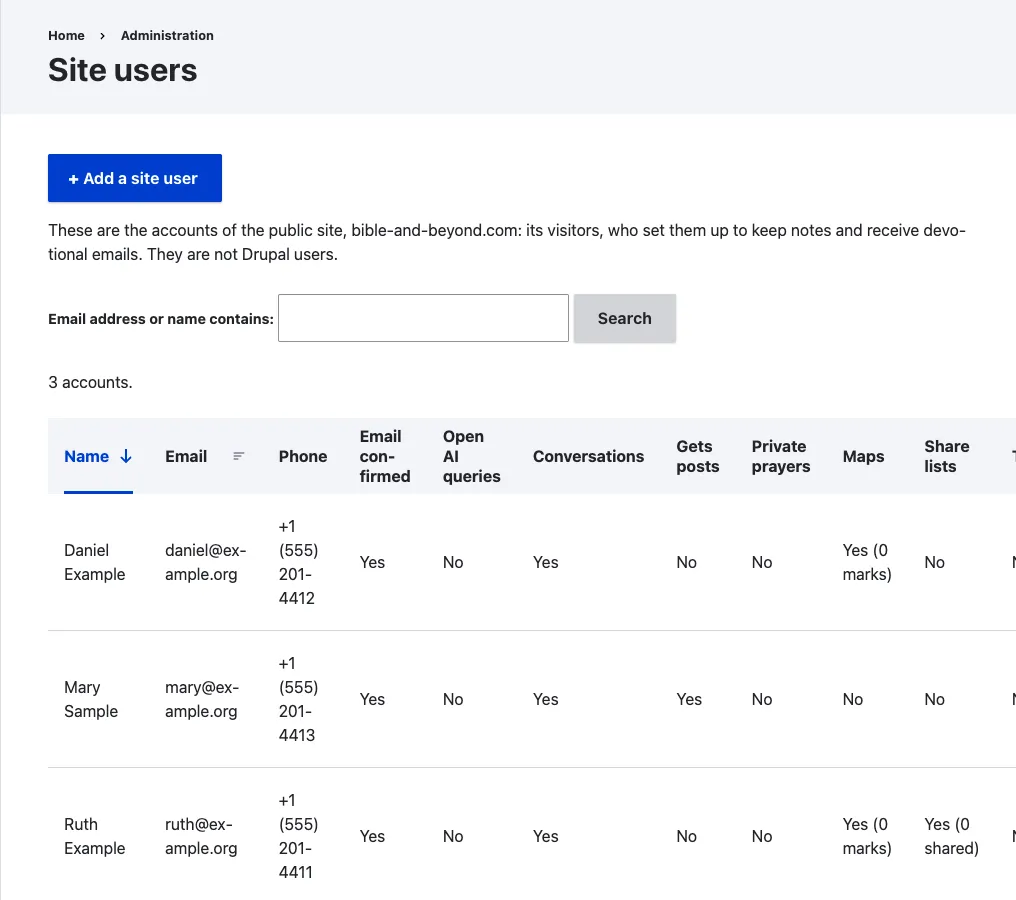 Home › Administration
Site users
+ Add a site user
These are the accounts of the public site, bible-and-beyond.com: its visitors, who set them up to keep notes and receive devo-
tional emails. They are not Drupal users.
Email address or name contains: Search
3 accounts.
Name ↓ Email Phone Email con-firmed Open AI queries Conversations Gets posts Private prayers Maps Share lists
Daniel Example daniel@ex-ample.org +1 (555) 201-4412 Yes No Yes No No Yes (0 marks) No
Mary Sample mary@ex-ample.org +1 (555) 201-4413 Yes No Yes Yes No No No
Ruth Example ruth@ex-ample.org +1 (555) 201-4411 Yes No Yes No No Yes (0 marks) Yes (0 shared)